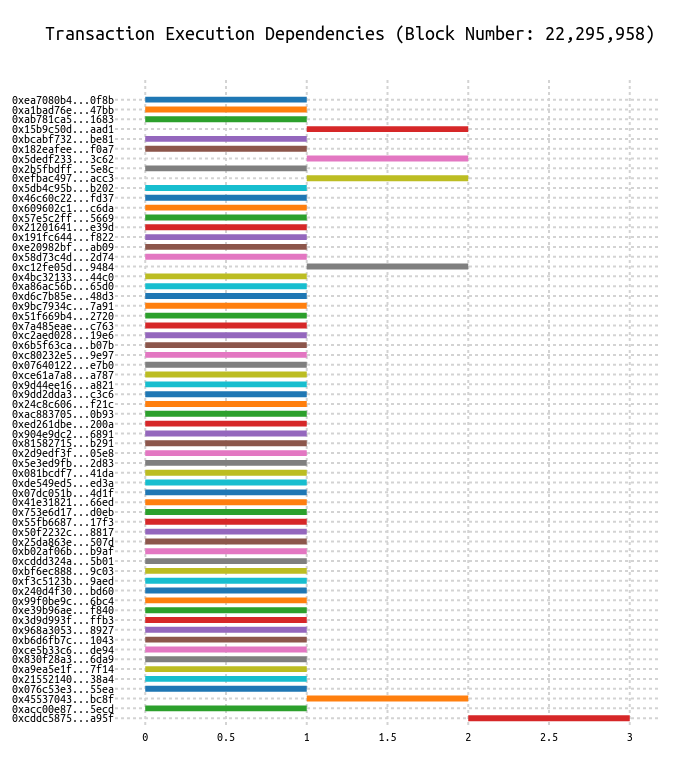 Transaction Execution Dependencies (Block Number: 22,295,958)
0xea7080b4...0f8b
0xa1bad76e...47bb
0xab781ca5...1683
0x15b9c50d...aad1
0xbcabf732...be81
0x182eafee...f0a7
0x5dedf233...3c62
0x2b5fbdff...5e8c
0xefbac497...acc3
0x5db4c95b...b202
0x46c60c22...fd37
0x609602c1...c6da
0x57e5c2ff...5669
0x21201641...e39d
0x191fc644...f822
0xe20982bf...ab09
0x58d73c4d...2d74
0xc12fe05d...9484
0x4bc32133...44c0
0xa86ac56b...65d0
0xd6c7b85e...48d3
0x9bc7934c...7a91
0x51f669b4...2720
0x7a485eae...c763
0xc2aed028...19e6
0x6b5f63ca...b07b
0xc80232e5...9e97
0x07640122...e7b0
0xce61a7a8...a787
0x9d44ee16...a821
0x9dd2dda3...c3c6
0x24c8c606...f21c
0xac883705...0b93
0xed261dbe...200a
0x904e9dc2...6891
0x81582715...b291
0x2d9edf3f...05e8
0x5e3ed9fb...2d83
0x081bcdf7...41da
0xde549ed5...ed3a
0x07dc051b...4d1f
0x41e31821...66ed
0x753e6d17...d0eb
0x55fb6687...17f3
0x50f2232c...8817
0x25da863e...507d
0xb02af06b...b9af
0xcddd324a...5b01
0xbf6ec888...9c03
0xf3c5123b...9aed
0x240d4f30...bd60
0x99f0be9c...6bc4
0xe39b96ae...f840
0x3d9d993f...ffb3
0x968a3053...8927
0xb6d6fb7c...1043
0xce5b33c6...de94
0x830f28a3...6da9
0xa9ea5e1f...7f14
0x21552140...38a4
0x076c53e3...55ea
0x45537043...bc8f
0xacc00e87...5ecd
0xcddc5875...a95f
0 0.5 1 1.5 2 2.5 3